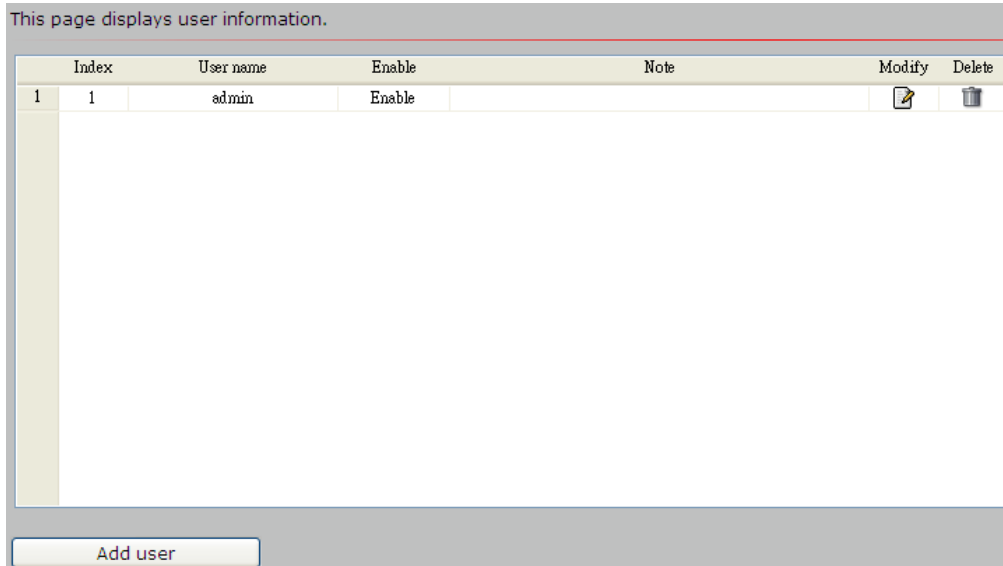 This page displays user information.
Index User name Enable Note Modify Delete
1 1 admin Enable
Add user